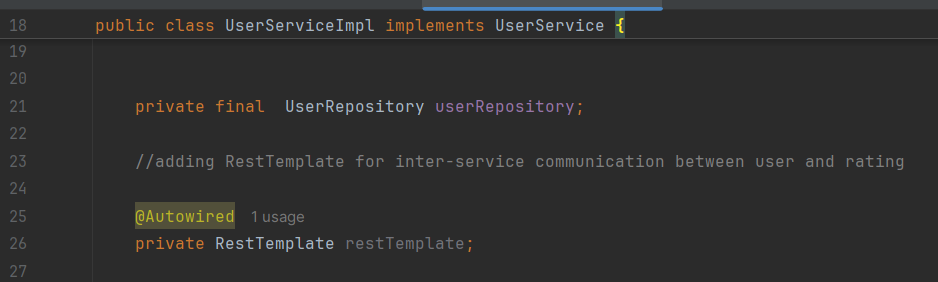 18 public class UserServiceImpl implements UserService {
19
20
21 private final  UserRepository userRepository;
22
23 //adding RestTemplate for inter-service communication between user and rating
24
25 @Autowired 1 usage
26 private RestTemplate restTemplate;
27